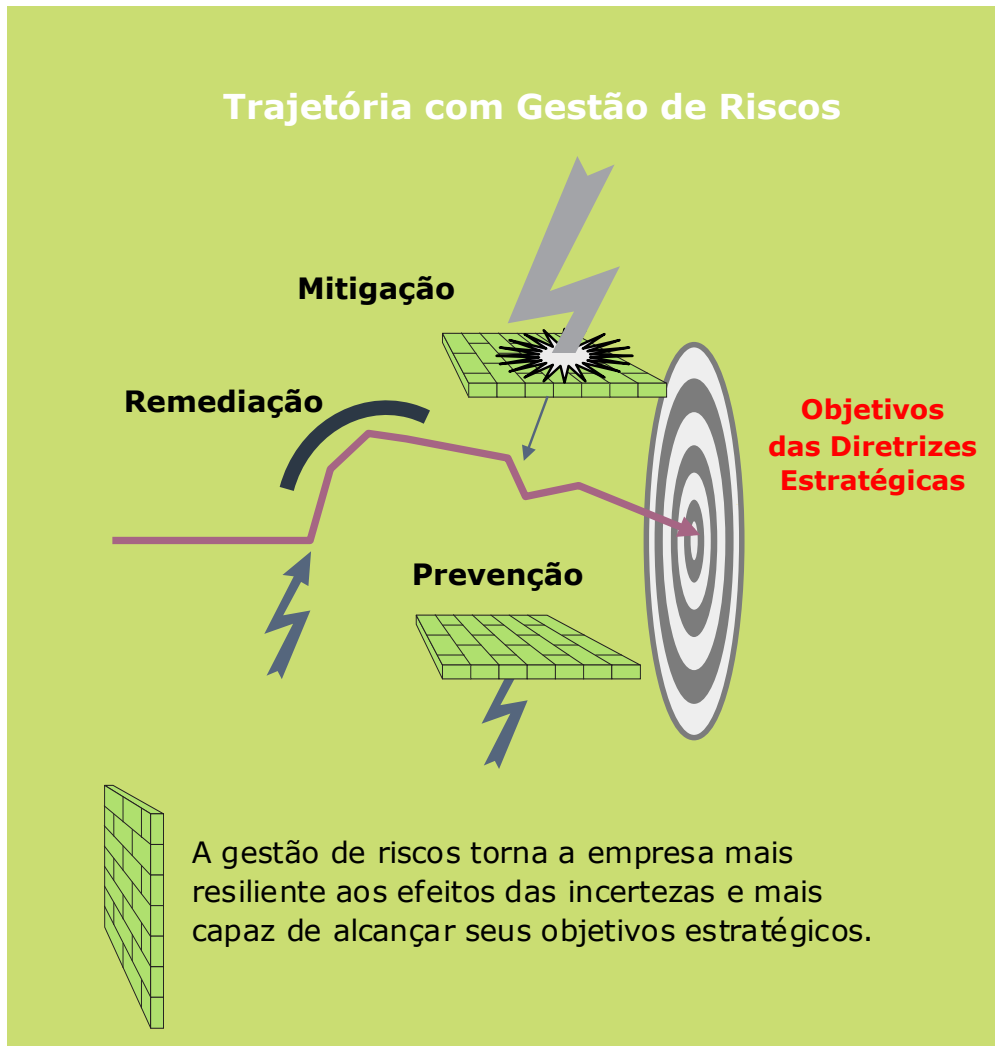 Trajetória com Gestão de Riscos
Mitigação
Remediação
Objetivos
das Diretrizes
Estratégicas
Prevenção
A gestão de riscos torna a empresa mais
resiliente aos efeitos das incertezas e mais
capaz de alcançar seus objetivos estratégicos.